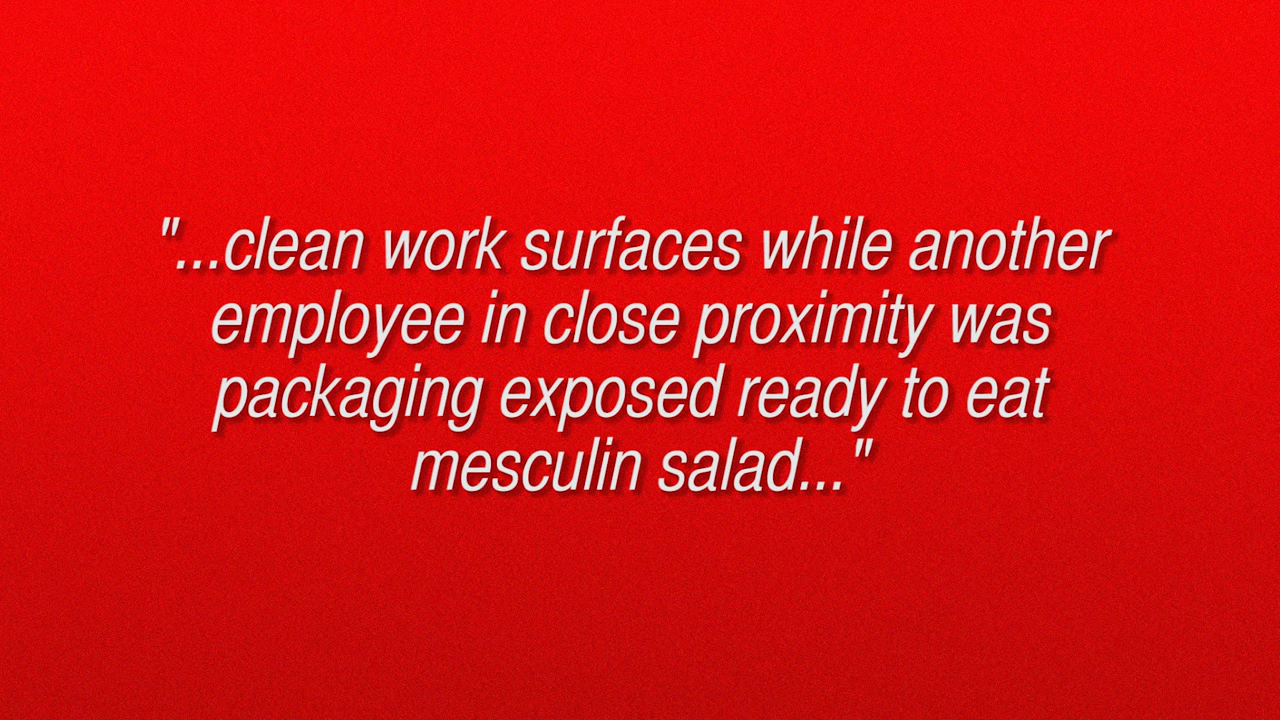 "...clean work surfaces while another
employee in close proximity was
packaging exposed ready to eat
mesculin salad..."